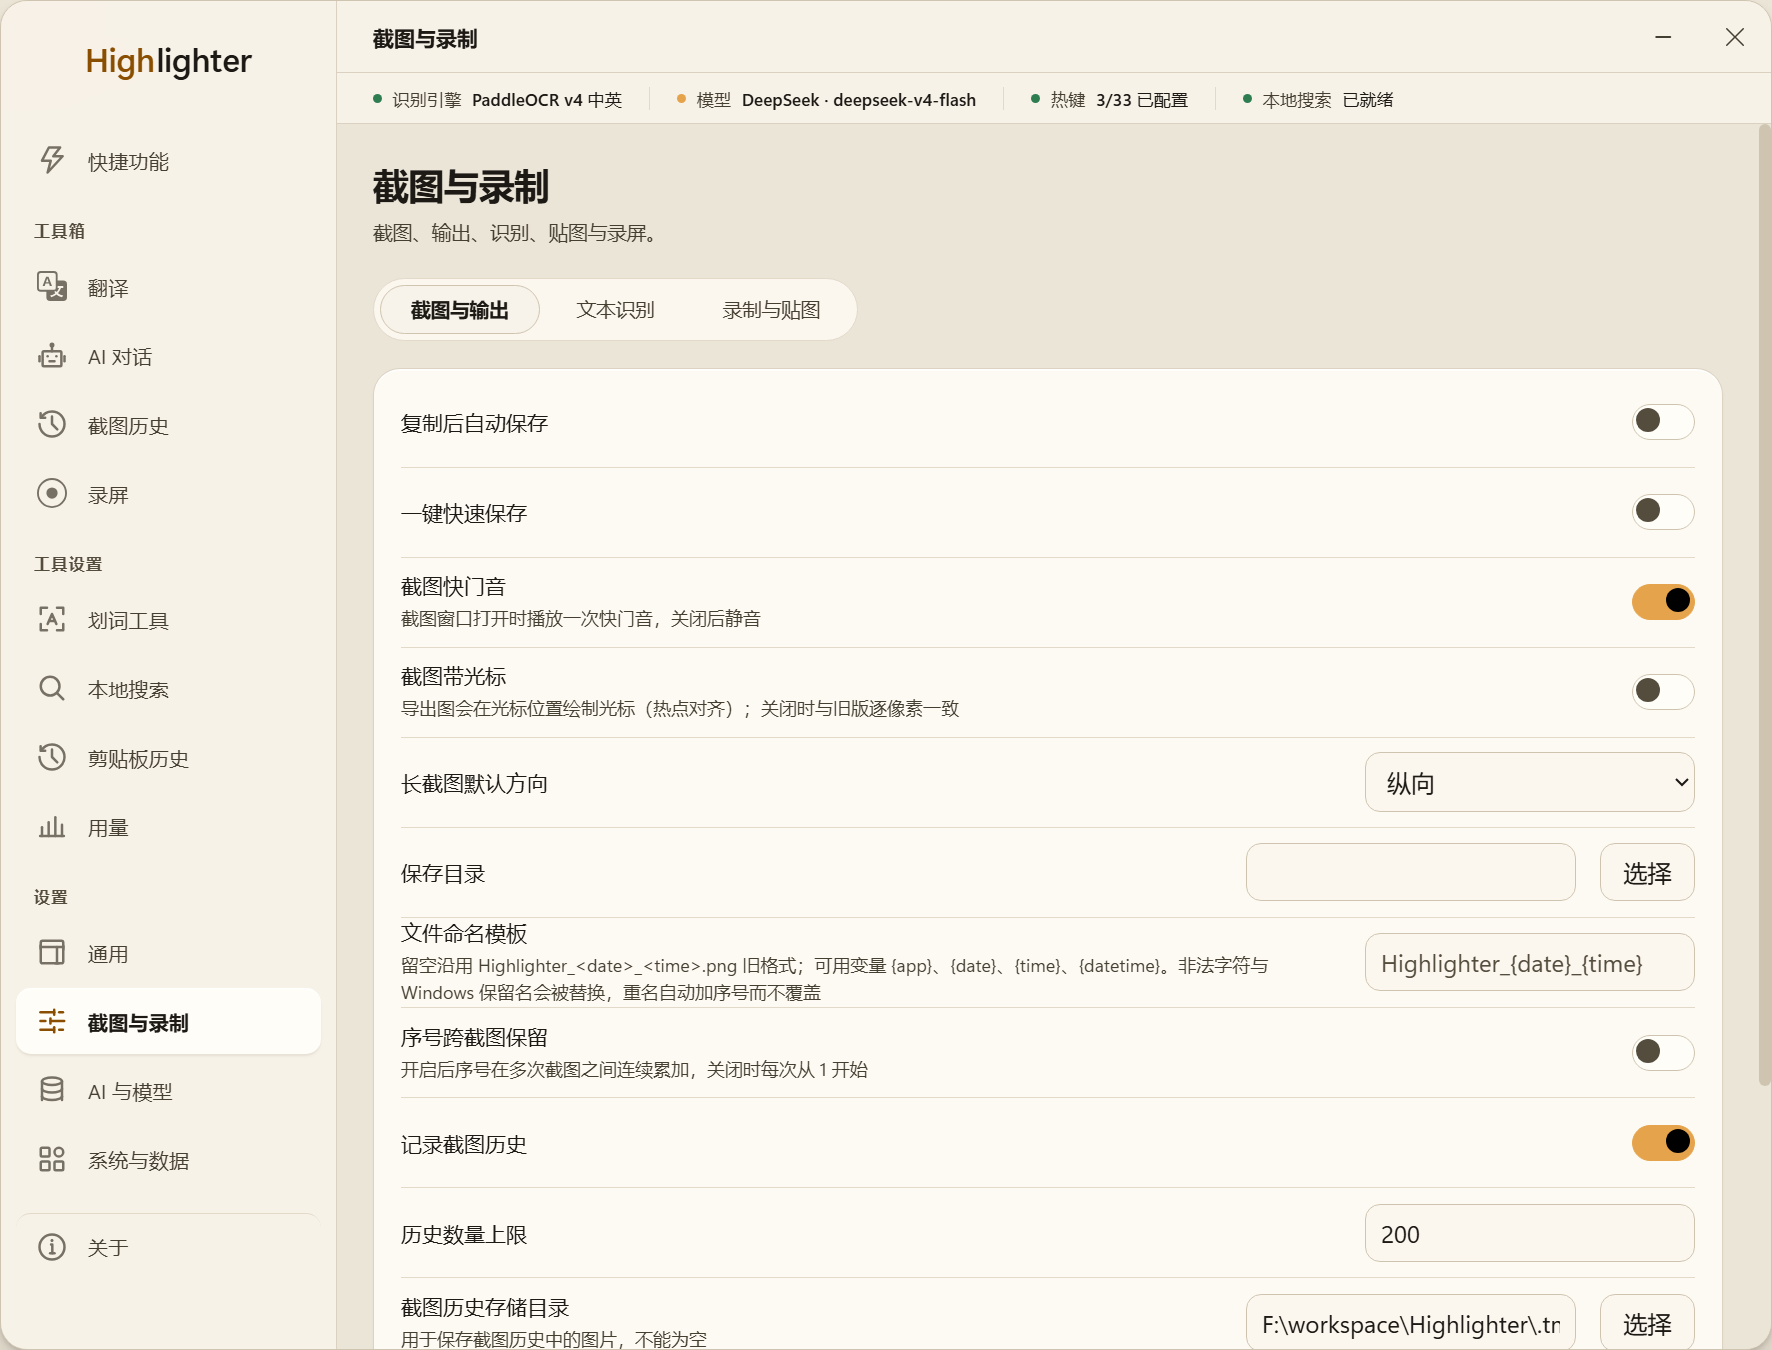 Highlighter
快捷功能
工具箱
翻译
AI 对话
截图历史
录屏
工具设置
划词工具
本地搜索
剪贴板历史
用量
设置
通用
截图与录制
AI 与模型
系统与数据
关于
截图与录制
识别引擎 PaddleOCR v4 中英
模型 DeepSeek · deepseek-v4-flash
热键 3/33 已配置
本地搜索 已就绪
截图与录制
截图、输出、识别、贴图与录屏。
截图与输出 文本识别 录制与贴图
复制后自动保存
一键快速保存
截图快门音
截图窗口打开时播放一次快门音，关闭后静音
截图带光标
导出图会在光标位置绘制光标（热点对齐）；关闭时与旧版逐像素一致
长截图默认方向 纵向
保存目录 选择
文件命名模板
留空沿用 Highlighter_<date>_<time>.png 旧格式；可用变量 {app}、{date}、{time}、{datetime}。非法字符与
Windows 保留名会被替换，重名自动加序号而不覆盖
Highlighter_{date}_{time}
序号跨截图保留
开启后序号在多次截图之间连续累加，关闭时每次从 1 开始
记录截图历史
历史数量上限 200
截图历史存储目录
用于保存截图历史中的图片，不能为空
F:\workspace\Highlighter\.tn 选择